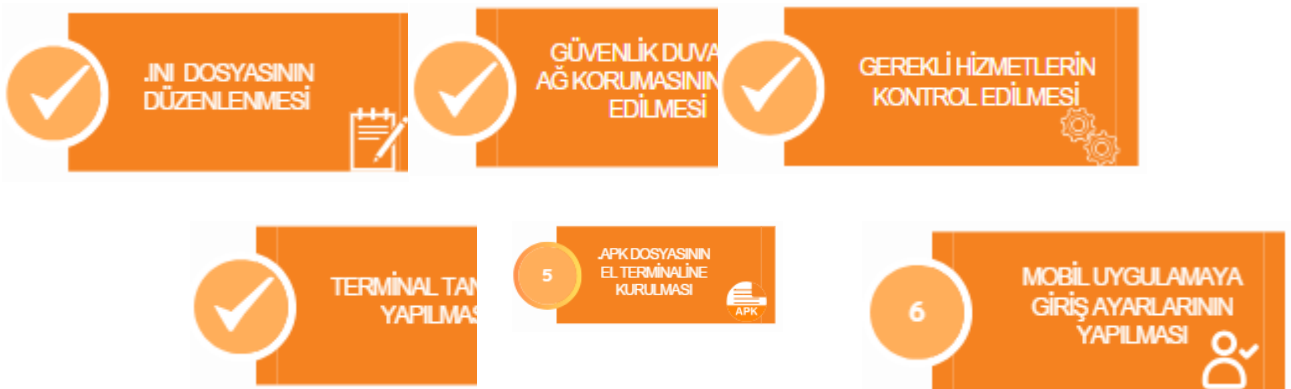 .INI DOSYASININ
DÜZENLENMESİ
GÜVENLİK DUVA
AĞ KORUMASININ
EDİLMESİ
GEREKLİ HİZMETLERİN
KONTROL EDİLMESİ
TERMİNAL TAN
YAPILMAS
5
.APK DOSYASININ
EL TERMİNALİNE
KURULMASI
APK
6
MOBİL UYGULAMAYA
GİRİŞ AYARLARININ
YAPILMASI